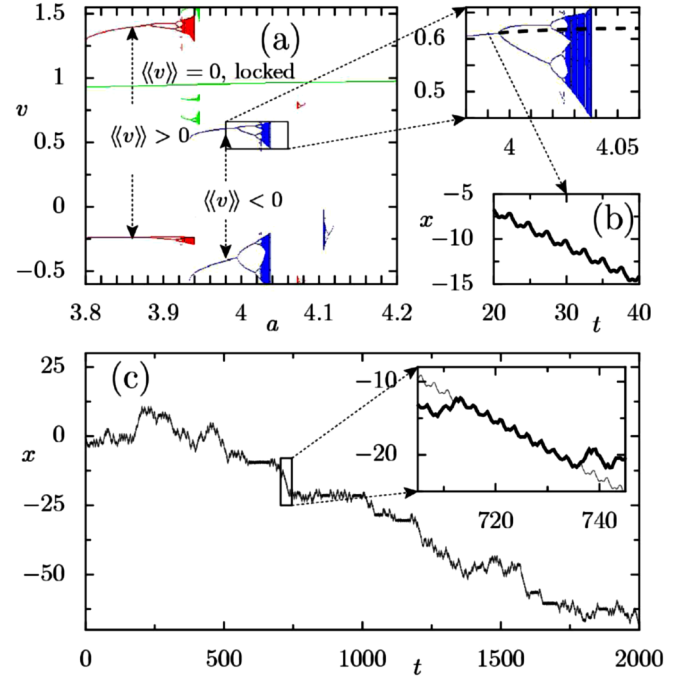 (a)
1.5
1
v
0.5
0
−0.5
⟨⟨v⟩⟩ = 0, locked
⟨⟨v⟩⟩ > 0
⟨⟨v⟩⟩ < 0
3.8 3.9 4 a 4.1 4.2
0.6
0.5
4 4.05
(b)
−5
x
−10
−15
20 30 t 40
(c)
25
0
x
−25
−50
0 500 1000 t 1500 2000
−10
−20
720 740